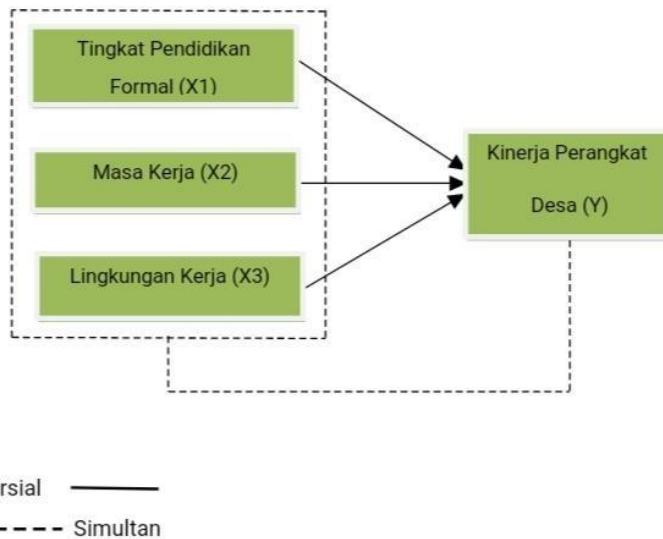 Tingkat Pendidikan
Formal (X1)
Masa Kerja (X2)
Lingkungan Kerja (X3)
Kinerja Perangkat
Desa (Y)
rsial
Simultan